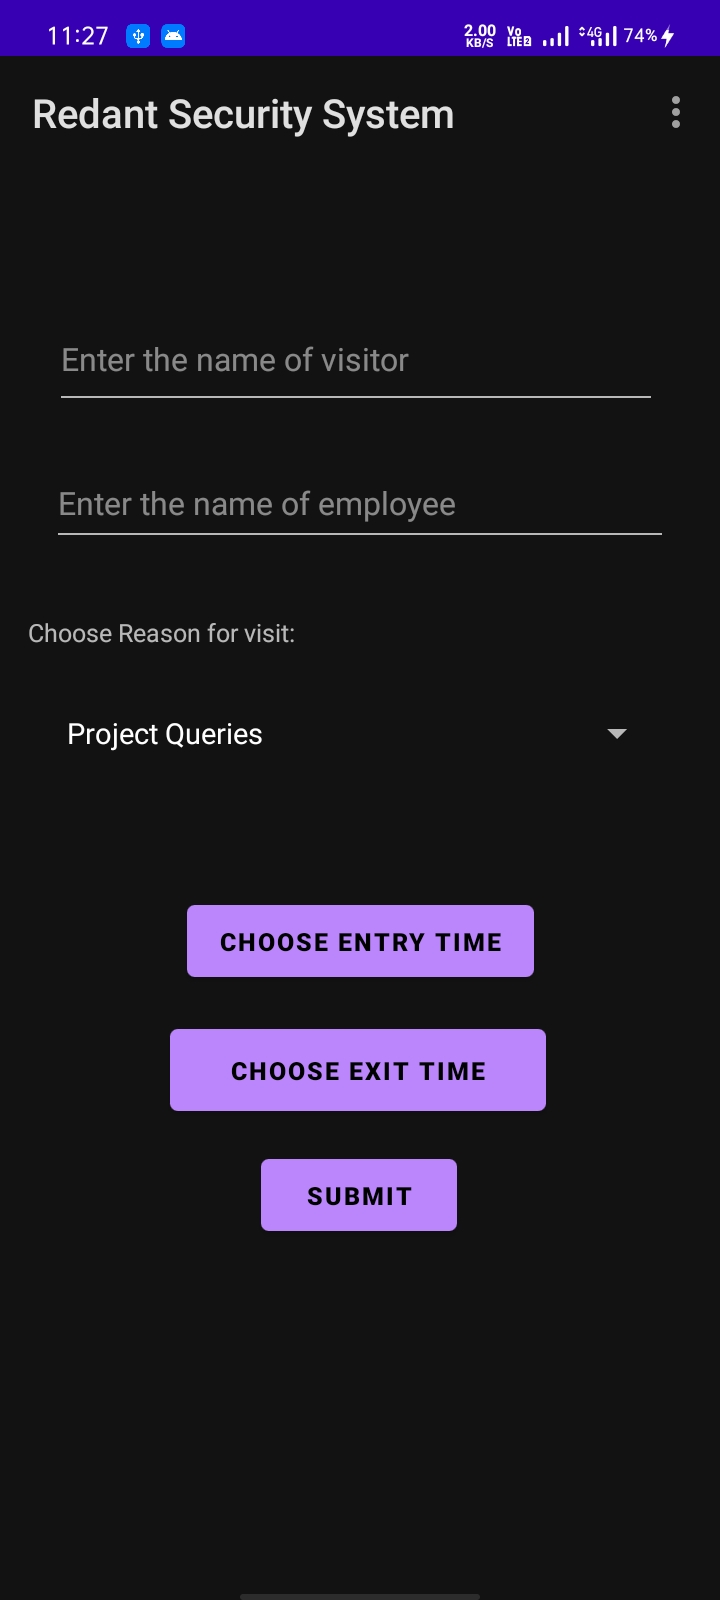 11:27 2.00 KB/S Vo LTE 2 4G 74%
Redant Security System
Enter the name of visitor
Enter the name of employee
Choose Reason for visit:
Project Queries
CHOOSE ENTRY TIME
CHOOSE EXIT TIME
SUBMIT